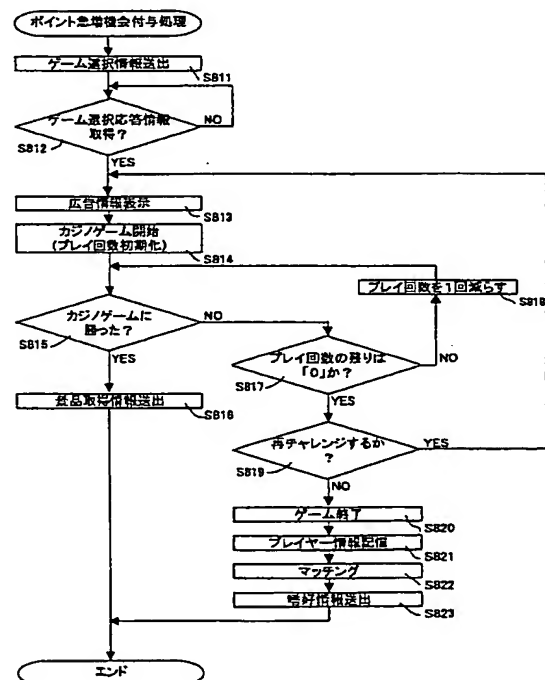 ポイント急増機会付与処理
ゲーム選択情報送出
S811
ゲーム選択応答情報
取得？
NO
S812
YES
広告情報表示
S813
カジノゲーム開始
(プレイ回数初期化)
S814
プレイ回数を1回減らす
S818
カジノゲームに
勝った？
NO
S815
YES
プレイ回数の残りは
「0」か？
NO
S817
YES
景品取得情報送出
S816
再チャレンジするか
？
YES
S819
NO
ゲーム終了
S820
プレイヤー情報配信
S821
マッチング
S822
嗜好情報送出
S823
エンド